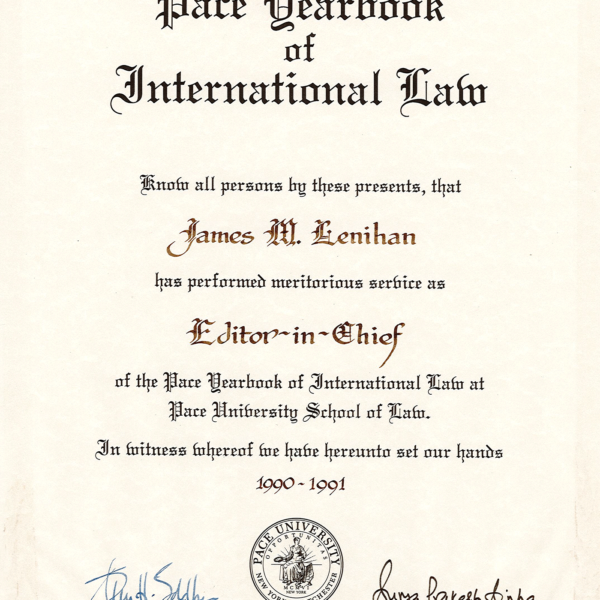 Pace Yearbook
of
International Law
Know all persons by these presents, that
James M. Lenihan
has performed meritorious service as
Editor-in-Chief
of the Pace Yearbook of International Law at
Pace University School of Law.
In witness whereof we have hereunto set our hands
1990-1991
PACE UNIVERSITY
OPPORTUNITAS
NEW YORK